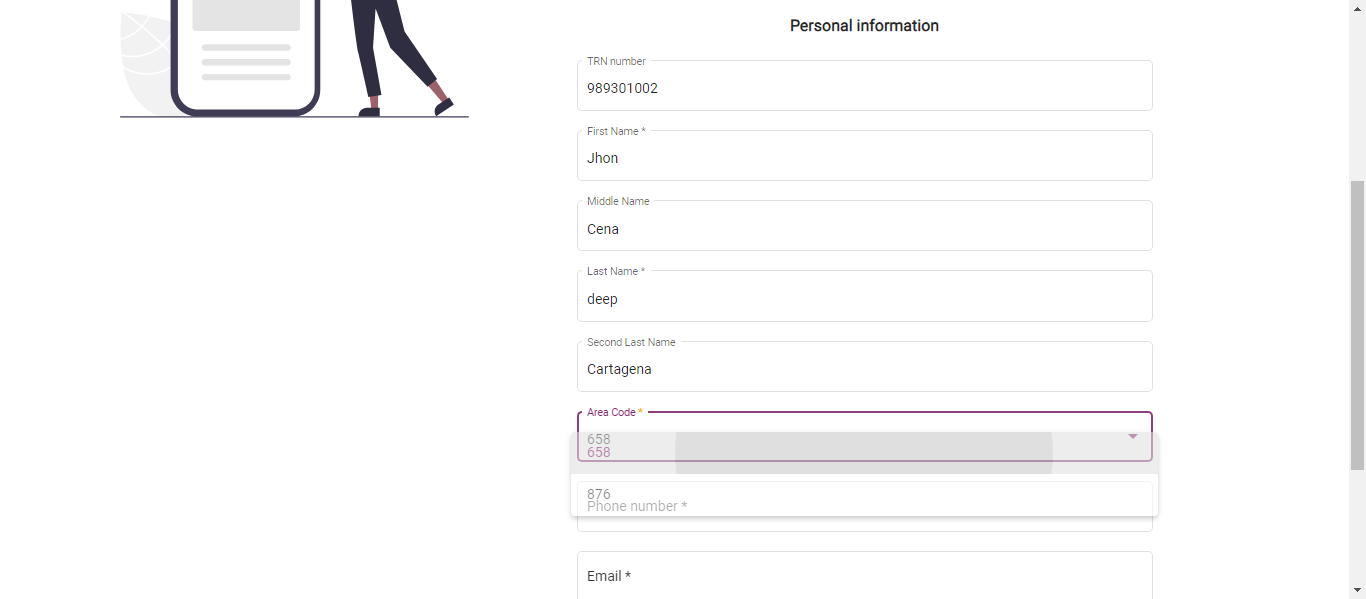 Personal information
TRN number
989301002
First Name *
Jhon
Middle Name
Cena
Last Name *
deep
Second Last Name
Cartagena
Area Code *
658
658
876
Phone number *
Email *